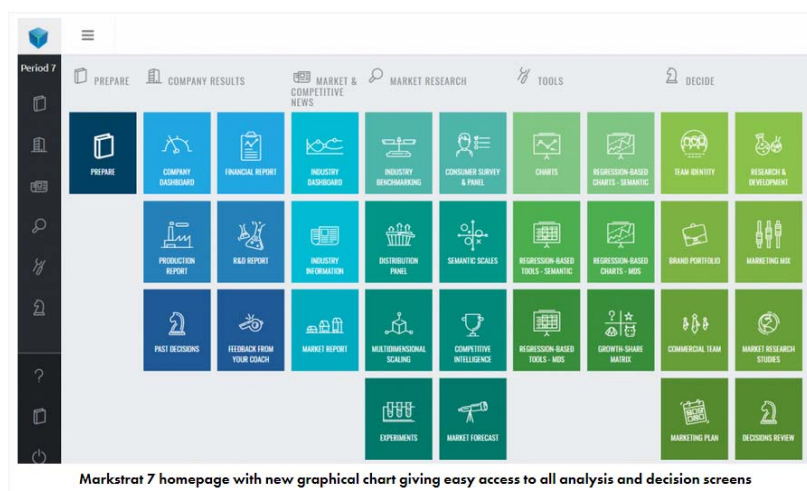 Period 7
PREPARE
COMPANY RESULTS
MARKET &
COMPETITIVE
NEWS
MARKET RESEARCH
TOOLS
DECIDE
PREPARE
COMPANY
DASHBOARD
FINANCIAL REPORT
INDUSTRY
DASHBOARD
INDUSTRY
BENCHMARKING
CONSUMER SURVEY
& PANEL
CHARTS
REGRESSION-BASED
CHARTS - SEMANTIC
TEAM IDENTITY
RESEARCH &
DEVELOPMENT
PRODUCTION
REPORT
R&D REPORT
INDUSTRY
INFORMATION
DISTRIBUTION
PANEL
SEMANTIC SCALES
REGRESSION-BASED
TOOLS - SEMANTIC
REGRESSION-BASED
CHARTS - MDS
BRAND PORTFOLIO
MARKETING MIX
PAST DECISIONS
FEEDBACK FROM
YOUR COACH
MARKET REPORT
MULTIDIMENSIONAL
SCALING
COMPETITIVE
INTELLIGENCE
REGRESSION-BASED
TOOLS - MDS
GROWTH-SHARE
MATRIX
COMMERCIAL TEAM
MARKET RESEARCH
STUDIES
EXPERIMENTS
MARKET FORECAST
MARKETING PLAN
DECISIONS REVIEW
Markstrat 7 homepage with new graphical chart giving easy access to all analysis and decision screens